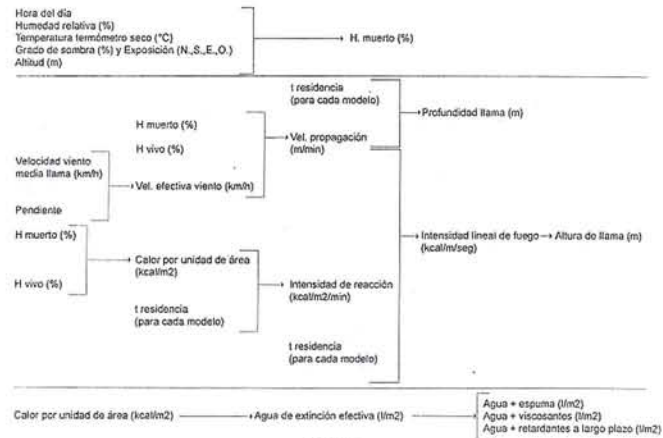 Hora del día
Humedad relativa (%)
Temperatura termómetro seco (°C)
Grado de sombra (%) y Exposición (N.,S.,E.,O.)
Altitud (m)
H. muerto (%)
t residencia
(para cada modelo)
Profundidad llama (m)
H muerto (%)
Vel. propagación
(m/min)
H vivo (%)
Velocidad viento
media llama (km/h)
Vel. efectiva viento (km/h)
Pendiente
H muerto (%)
Intensidad lineal de fuego
(kcal/m/seg)
Altura de llama (m)
Calor por unidad de área
(kcal/m2)
H vivo (%)
Intensidad de reacción
(kcal/m2/min)
t residencia
(para cada modelo)
t residencia
(para cada modelo)
Calor por unidad de área (kcal/m2)
Agua de extinción efectiva (l/m2)
Agua + espuma (l/m2)
Agua + viscosantes (l/m2)
Agua + retardantes a largo plazo (l/m2)